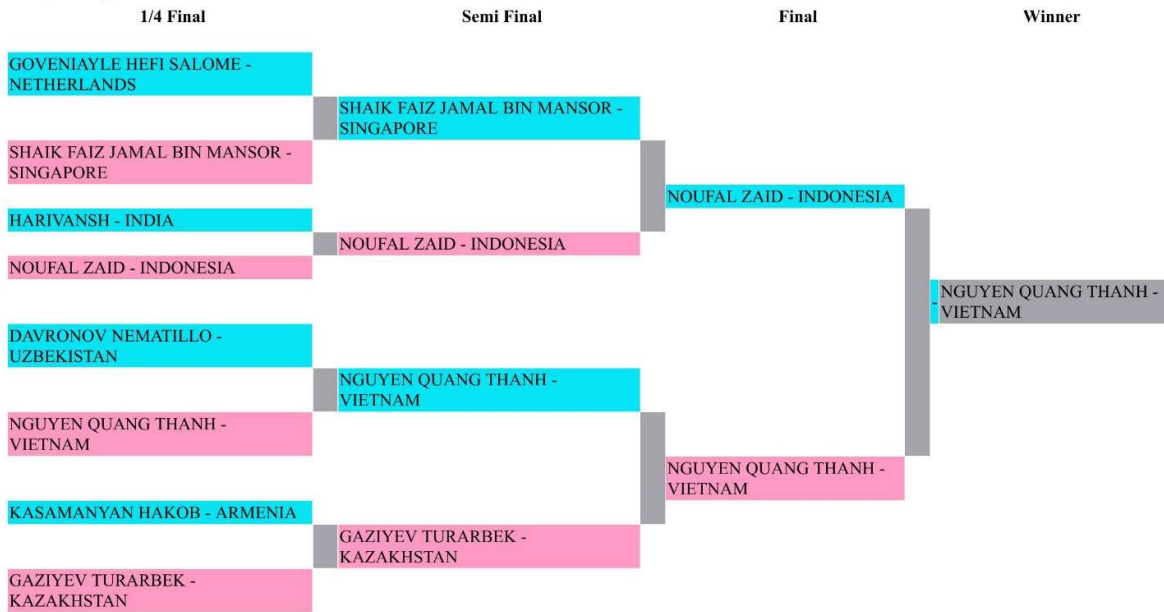 1/4 Final
Semi Final
Final
Winner
GOVENIAYLE HEFI SALOME -
NETHERLANDS
SHAIK FAIZ JAMAL BIN MANSOR -
SINGAPORE
HARIVANSH - INDIA
NOUFAL ZAID - INDONESIA
DAVRONOV NEMATILLO -
UZBEKISTAN
NGUYEN QUANG THANH -
VIETNAM
KASAMANYAN HAKOB - ARMENIA
GAZIYEV TURARBEK -
KAZAKHSTAN
SHAIK FAIZ JAMAL BIN MANSOR -
SINGAPORE
NOUFAL ZAID - INDONESIA
NGUYEN QUANG THANH -
VIETNAM
GAZIYEV TURARBEK -
KAZAKHSTAN
NOUFAL ZAID - INDONESIA
NGUYEN QUANG THANH -
VIETNAM
- NGUYEN QUANG THANH -
VIETNAM